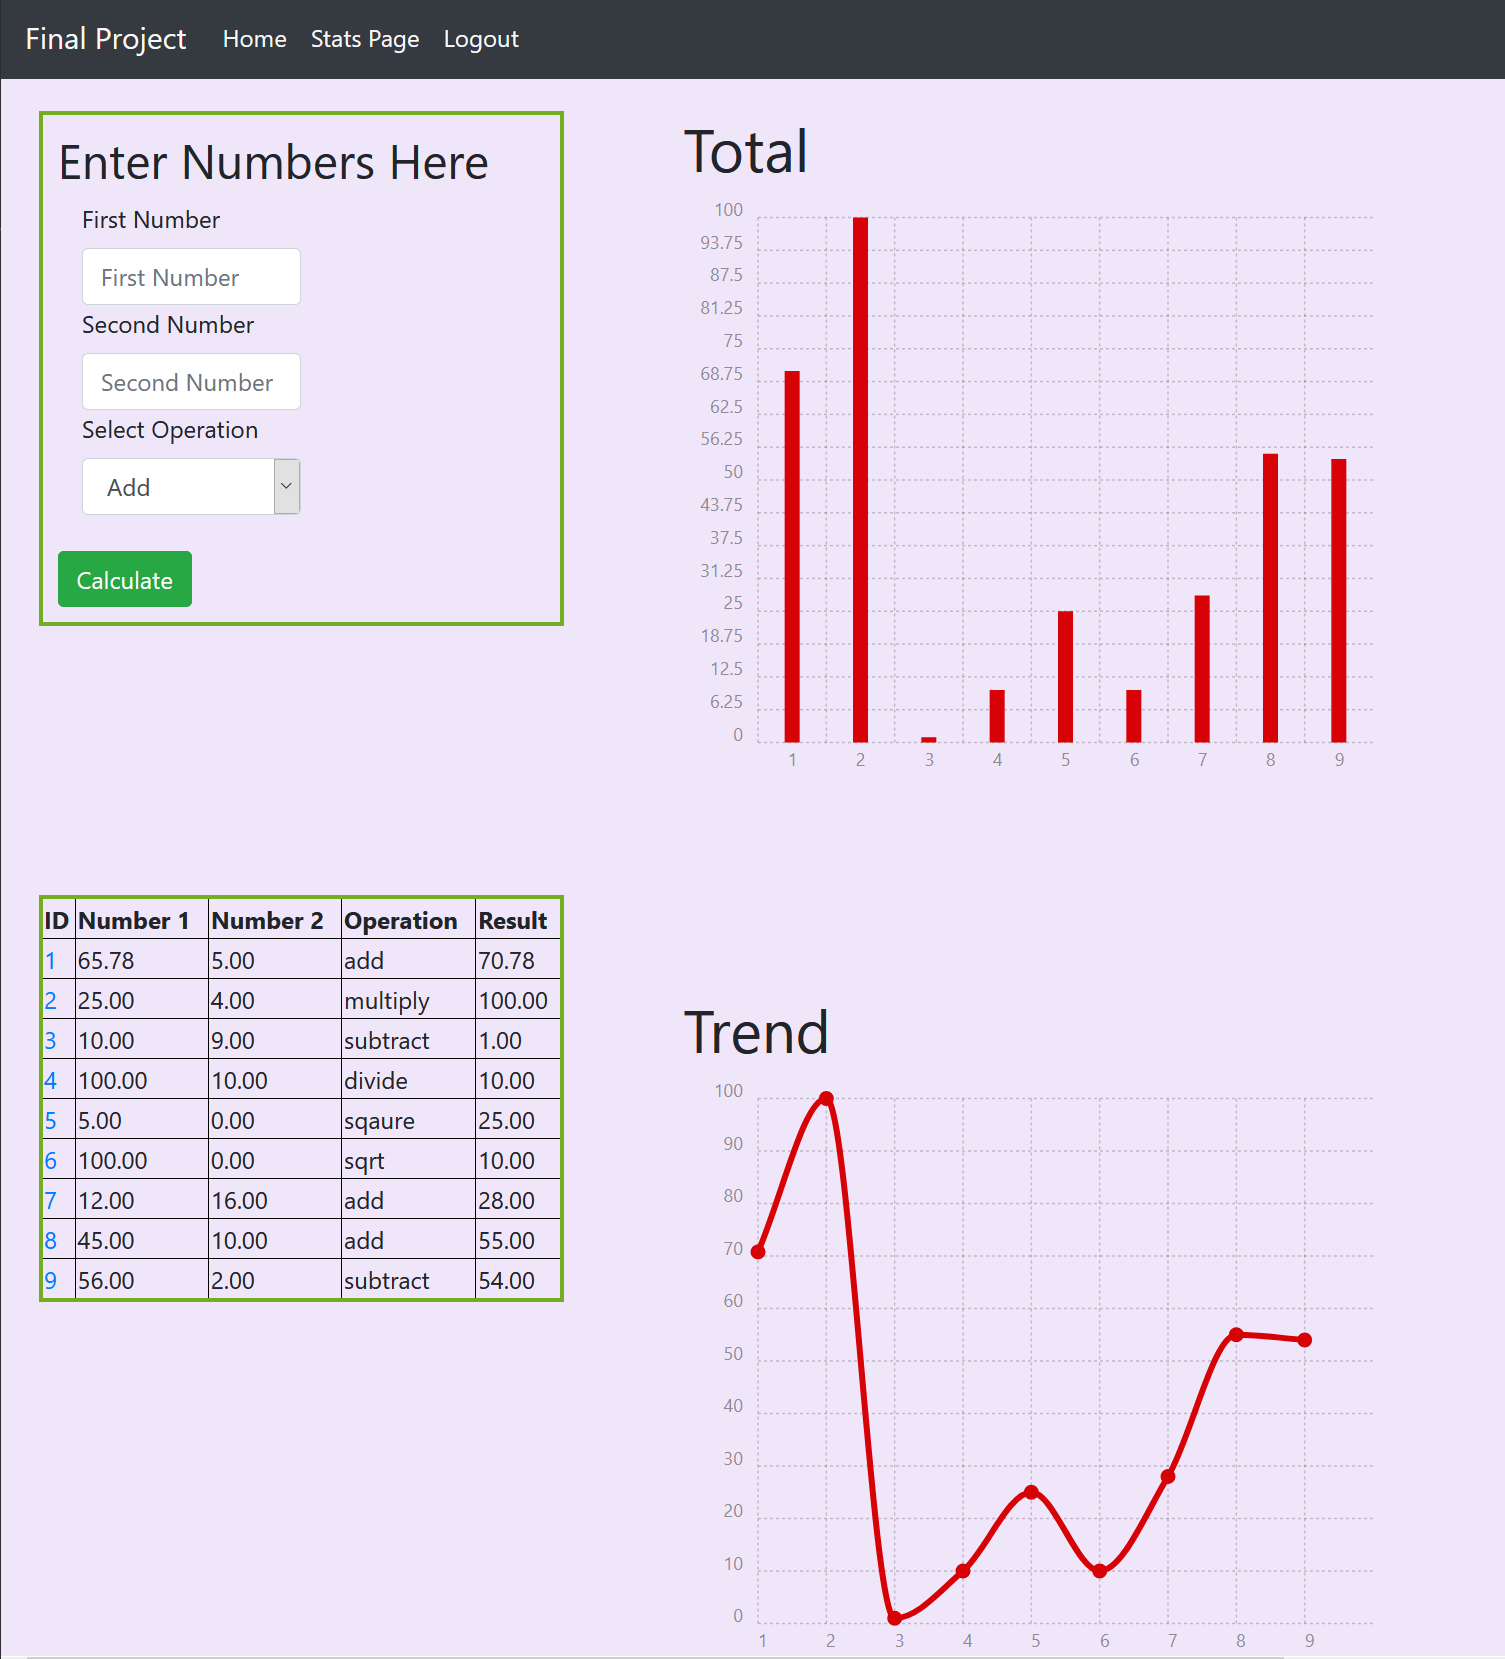 Final Project Home Stats Page Logout
Enter Numbers Here
First Number
First Number
Second Number
Second Number
Select Operation
Add
Calculate
Total
100
93.75
87.5
81.25
75
68.75
62.5
56.25
50
43.75
37.5
31.25
25
18.75
12.5
6.25
0
1 2 3 4 5 6 7 8 9
ID Number 1 Number 2 Operation Result
1 65.78 5.00 add 70.78
2 25.00 4.00 multiply 100.00
3 10.00 9.00 subtract 1.00
4 100.00 10.00 divide 10.00
5 5.00 0.00 sqaure 25.00
6 100.00 0.00 sqrt 10.00
7 12.00 16.00 add 28.00
8 45.00 10.00 add 55.00
9 56.00 2.00 subtract 54.00
Trend
100
90
80
70
60
50
40
30
20
10
0
1 2 3 4 5 6 7 8 9